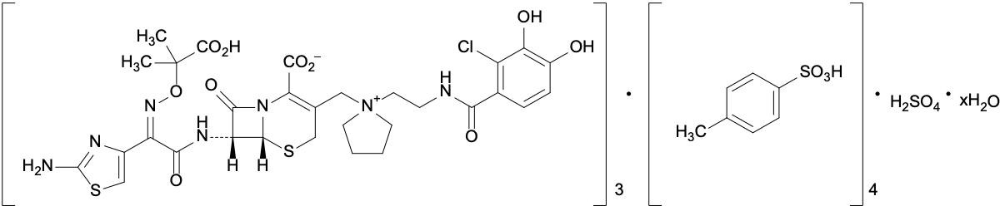 OH
H₃C
CO₂H
H₃C
Cl
OH
CO₂⁻
O
O
H
N
N
N
N⁺
H
N
N
O
H₂N
S
O
H
H
S
3
SO₃H
H₃C
4
· H₂SO₄ · xH₂O